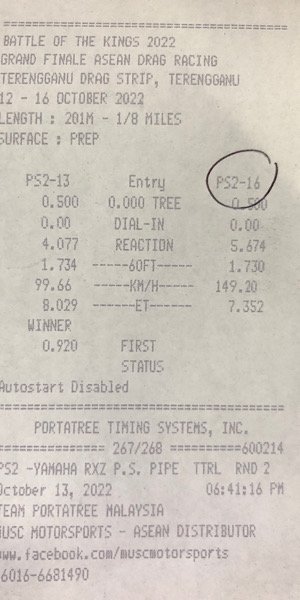 ================================
BATTLE OF THE KINGS 2022
GRAND FINALE ASEAN DRAG RACING
TERENGGANU DRAG STRIP, TERENGGANU
12 - 16 OCTOBER 2022
LENGTH : 201M - 1/8 MILES
SURFACE : PREP
PS2-13 Entry PS2-16
0.500 0.000 TREE 0.500
0.00 DIAL-IN 0.00
4.077 REACTION 5.674
1.734 -----60FT----- 1.730
99.66 -----KM/H----- 149.20
8.029 ------ET------ 7.352
WINNER
0.920 FIRST
STATUS
Autostart Disabled
================================
PORTATREE TIMING SYSTEMS, INC.
============== 267/268 ==========600214
PS2 -YAMAHA RXZ P.S. PIPE TTRL RND 2
October 13, 2022 06:41:16 PM
TEAM PORTATREE MALAYSIA
MUSC MOTORSPORTS - ASEAN DISTRIBUTOR
www.facebook.com/muscmotorsports
6016-6681490